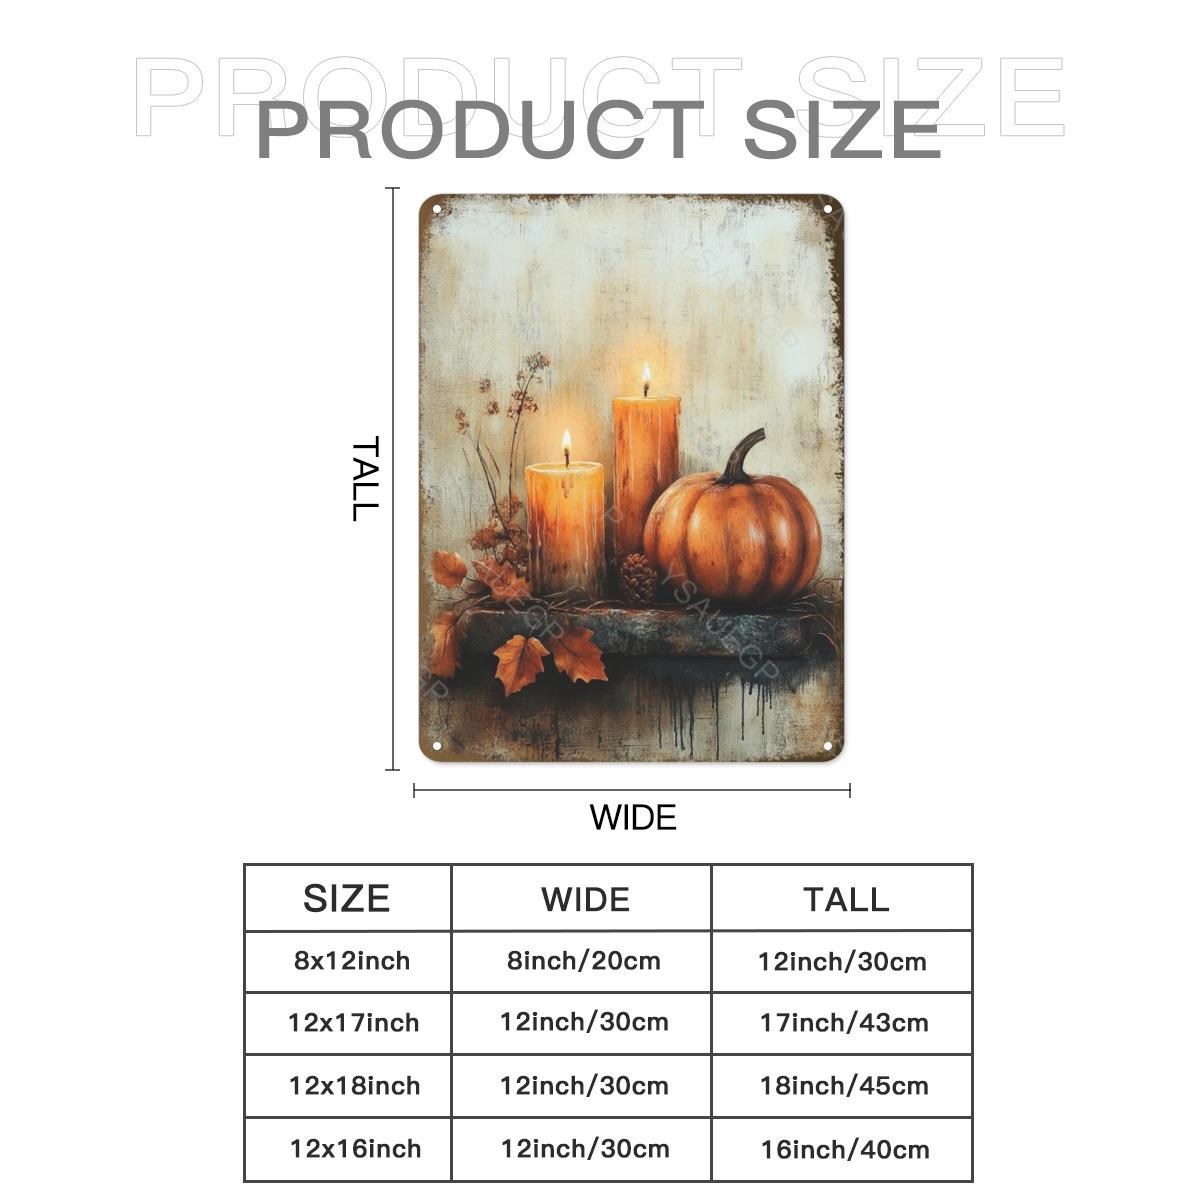 PRODUCT SIZE
PRODUCT SIZE
TALL
WIDE
SIZE WIDE TALL
8x12inch 8inch/20cm 12inch/30cm
12x17inch 12inch/30cm 17inch/43cm
12x18inch 12inch/30cm 18inch/45cm
12x16inch 12inch/30cm 16inch/40cm